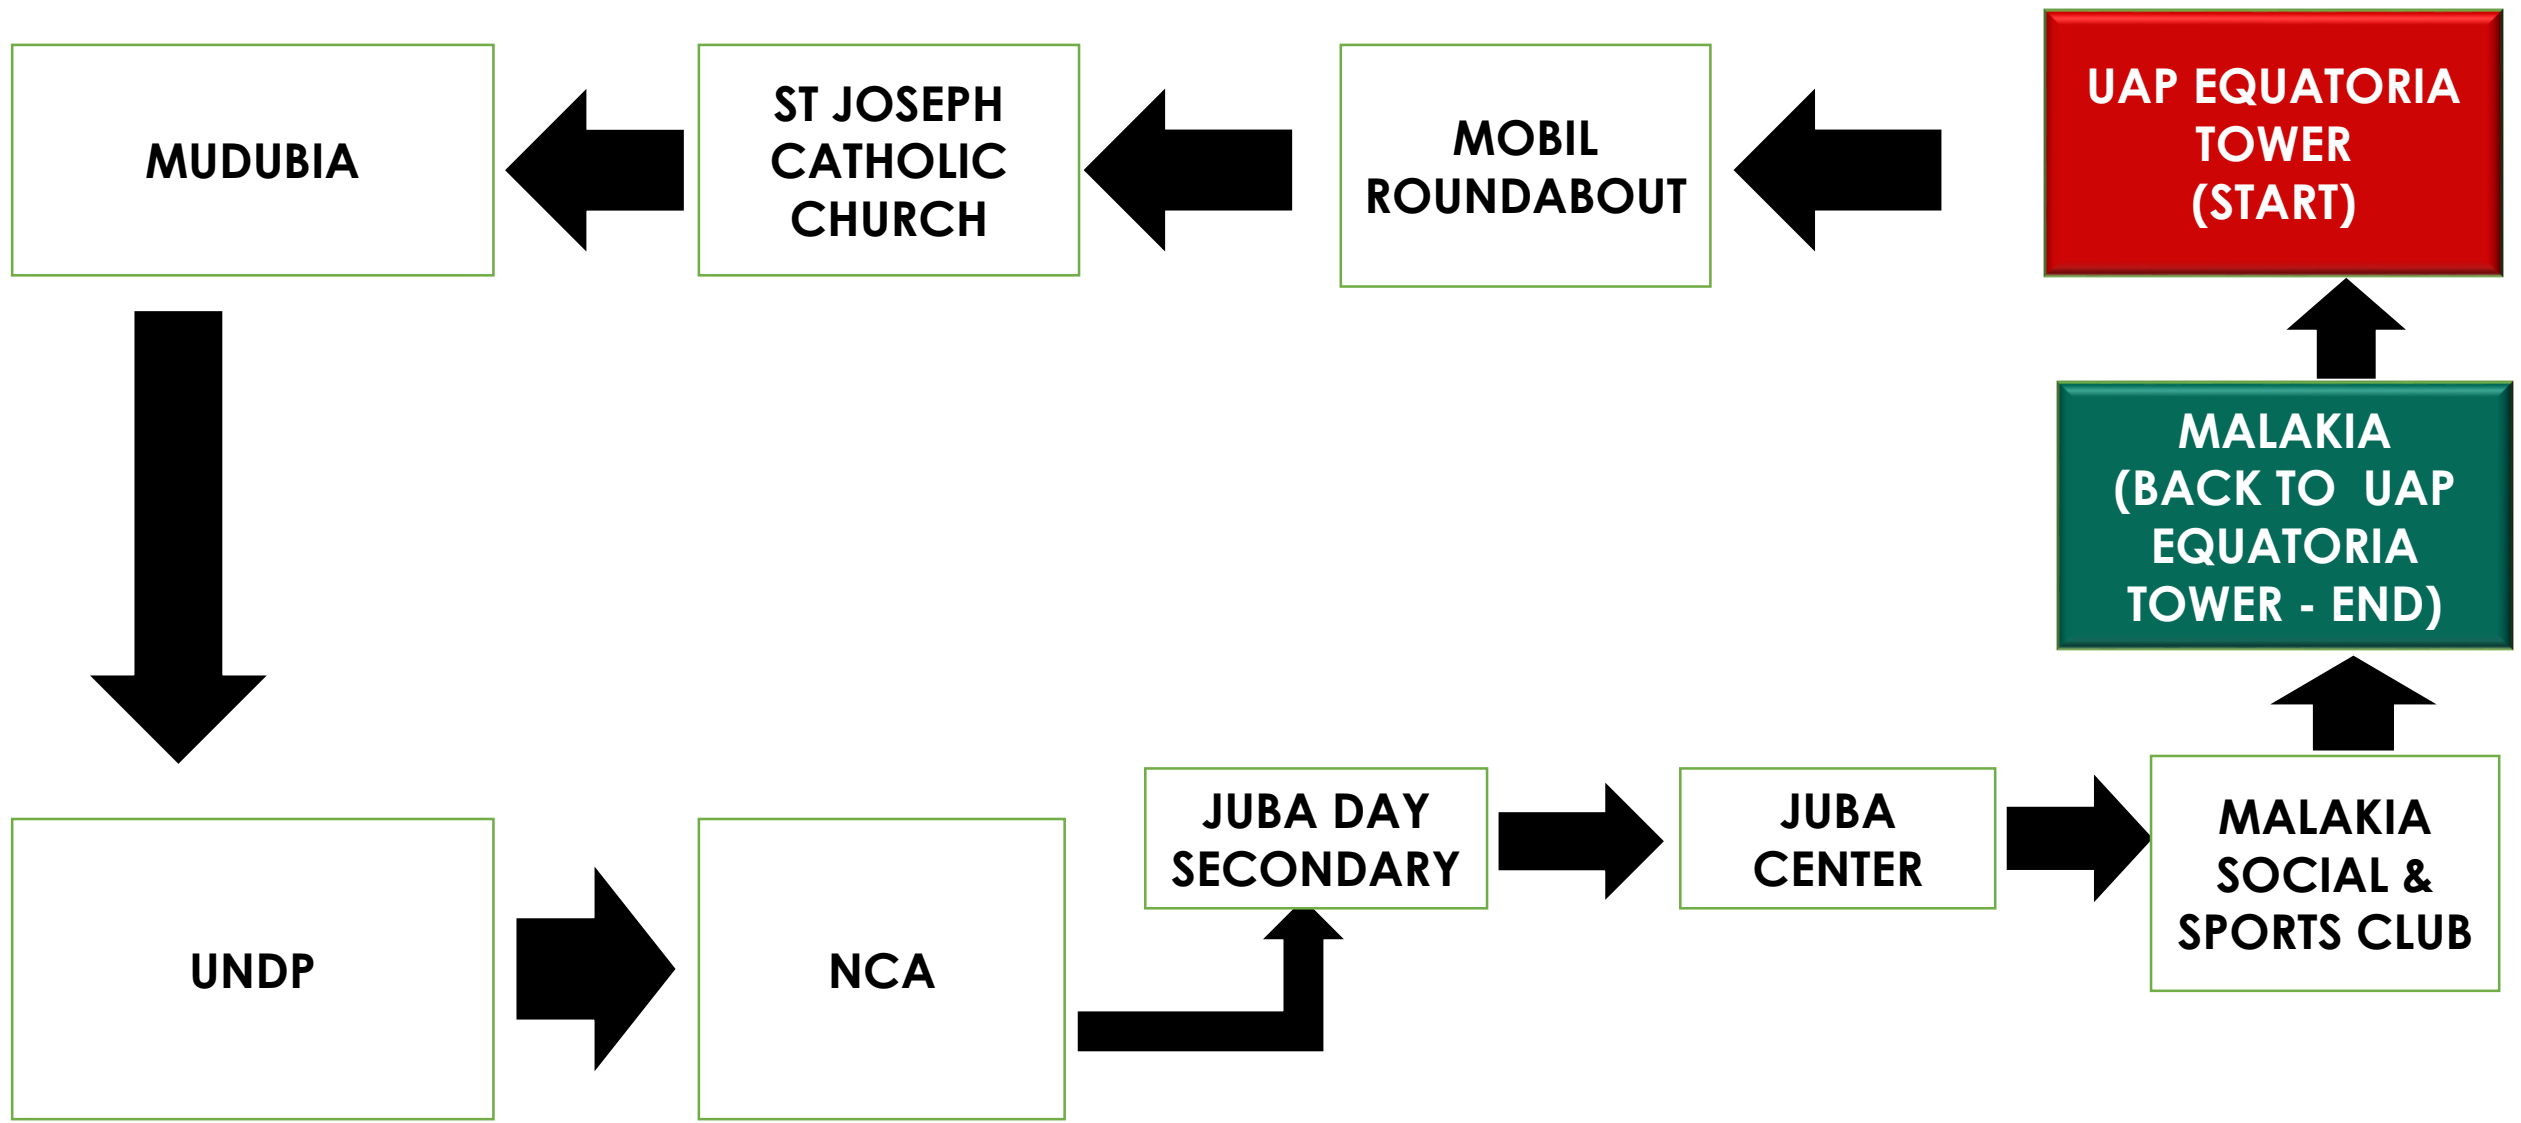 UAP EQUATORIA
TOWER
(START)
MOBIL
ROUNDABOUT
ST JOSEPH
CATHOLIC
CHURCH
MUDUBIA
UNDP
NCA
JUBA DAY
SECONDARY
JUBA
CENTER
MALAKIA
SOCIAL &
SPORTS CLUB
MALAKIA
(BACK TO  UAP
EQUATORIA
TOWER - END)